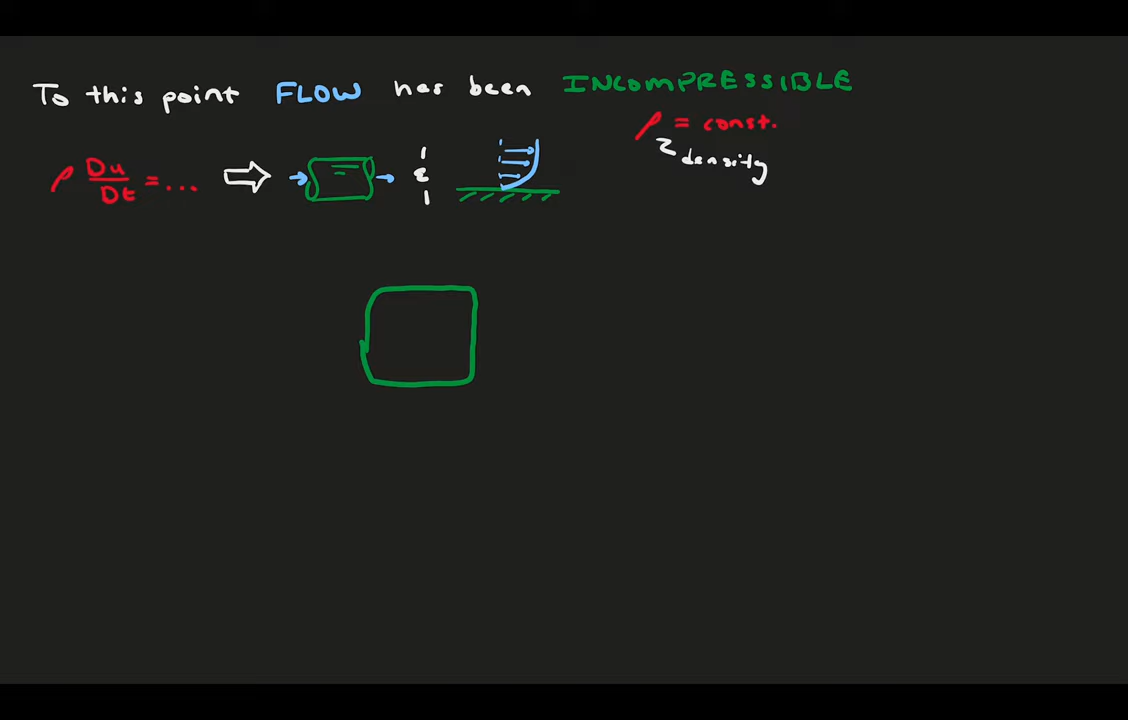 To this point FLOW has been INCOMPRESSIBLE
ρ = const.
density
ρ Du/Dt = ...
&